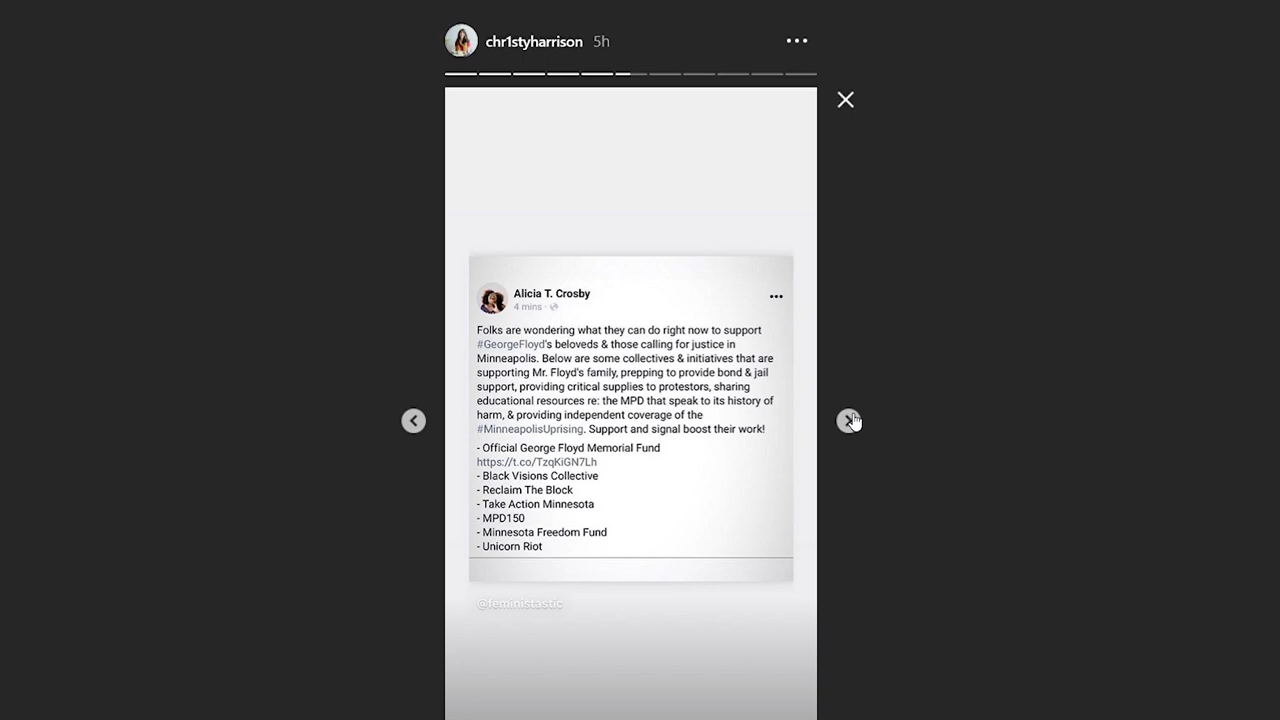 chr1styharrison 5h
Alicia T. Crosby
4 mins ·
Folks are wondering what they can do right now to support
#GeorgeFloyd's beloveds & those calling for justice in
Minneapolis. Below are some collectives & initiatives that are
supporting Mr. Floyd's family, prepping to provide bond & jail
support, providing critical supplies to protestors, sharing
educational resources re: the MPD that speak to its history of
harm, & providing independent coverage of the
#MinneapolisUprising. Support and signal boost their work!
- Official George Floyd Memorial Fund
https://t.co/TzqKiGN7Lh
- Black Visions Collective
- Reclaim The Block
- Take Action Minnesota
- MPD150
- Minnesota Freedom Fund
- Unicorn Riot
@feministastic